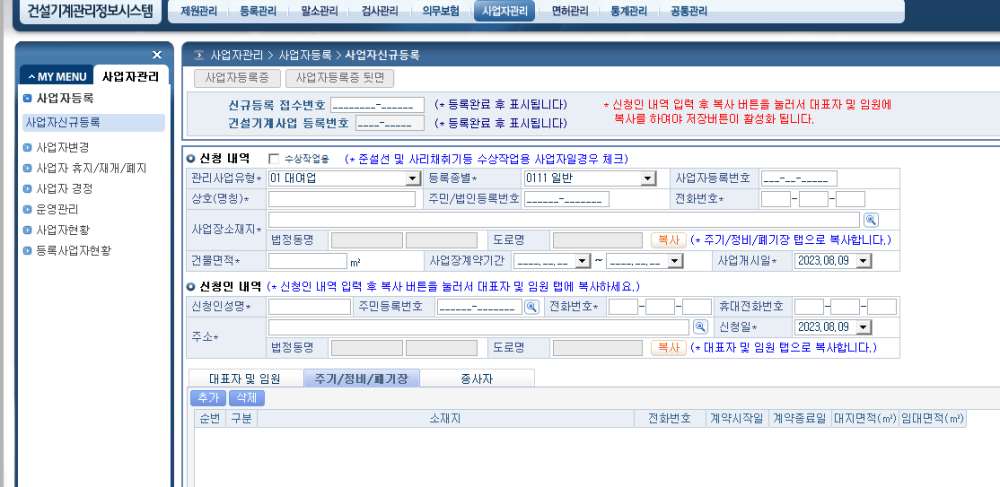 건설기계관리정보시스템 제원관리 등록관리 말소관리 검사관리 의무보험 사업자관리 면허관리 통계관리 공통관리
×
^ MY MENU 사업자관리
사업자등록
사업자신규등록
사업자변경
사업자 휴지/재개/폐지
사업자 경정
운영관리
사업자현황
등록사업자현황
사업자관리 > 사업자등록 > 사업자신규등록
사업자등록증 사업자등록증 뒷면
신규등록 접수번호 ________-______ (* 등록완료 후 표시됩니다) * 신청인 내역 입력 후 복사 버튼을 눌러서 대표자 및 임원에
건설기계사업 등록번호 ____-_____ (* 등록완료 후 표시됩니다) 복사를 하여야 저장버튼이 활성화 됩니다.
신청 내역 수상작업용 (* 준설선 및 사리채취기등 수상작업용 사업자일경우 체크)
관리사업유형* 01 대여업 등록종별* 0111 일반 사업자등록번호 ___-__-_____
상호(명칭)* 주민/법인등록번호 ______-_______ 전화번호* - -
사업장소재지*
법정동명 도로명 복사 (* 주기/정비/폐기장 탭으로 복사합니다.)
건물면적* ㎡ 사업장계약기간 ____.__.__ ~ ____.__.__ 사업개시일* 2023.08.09
신청인 내역 (* 신청인 내역 입력 후 복사 버튼을 눌러서 대표자 및 임원 탭에 복사하세요.)
신청인성명* 주민등록번호 ______-_______ 전화번호* - - 휴대전화번호 - -
주소* 신청일* 2023.08.09
법정동명 도로명 복사 (* 대표자 및 임원 탭으로 복사합니다.)
대표자 및 임원 주기/정비/폐기장 종사자
추가 삭제
순번 구분 소재지 전화번호 계약시작일 계약종료일 대지면적(㎡) 임대면적(㎡)